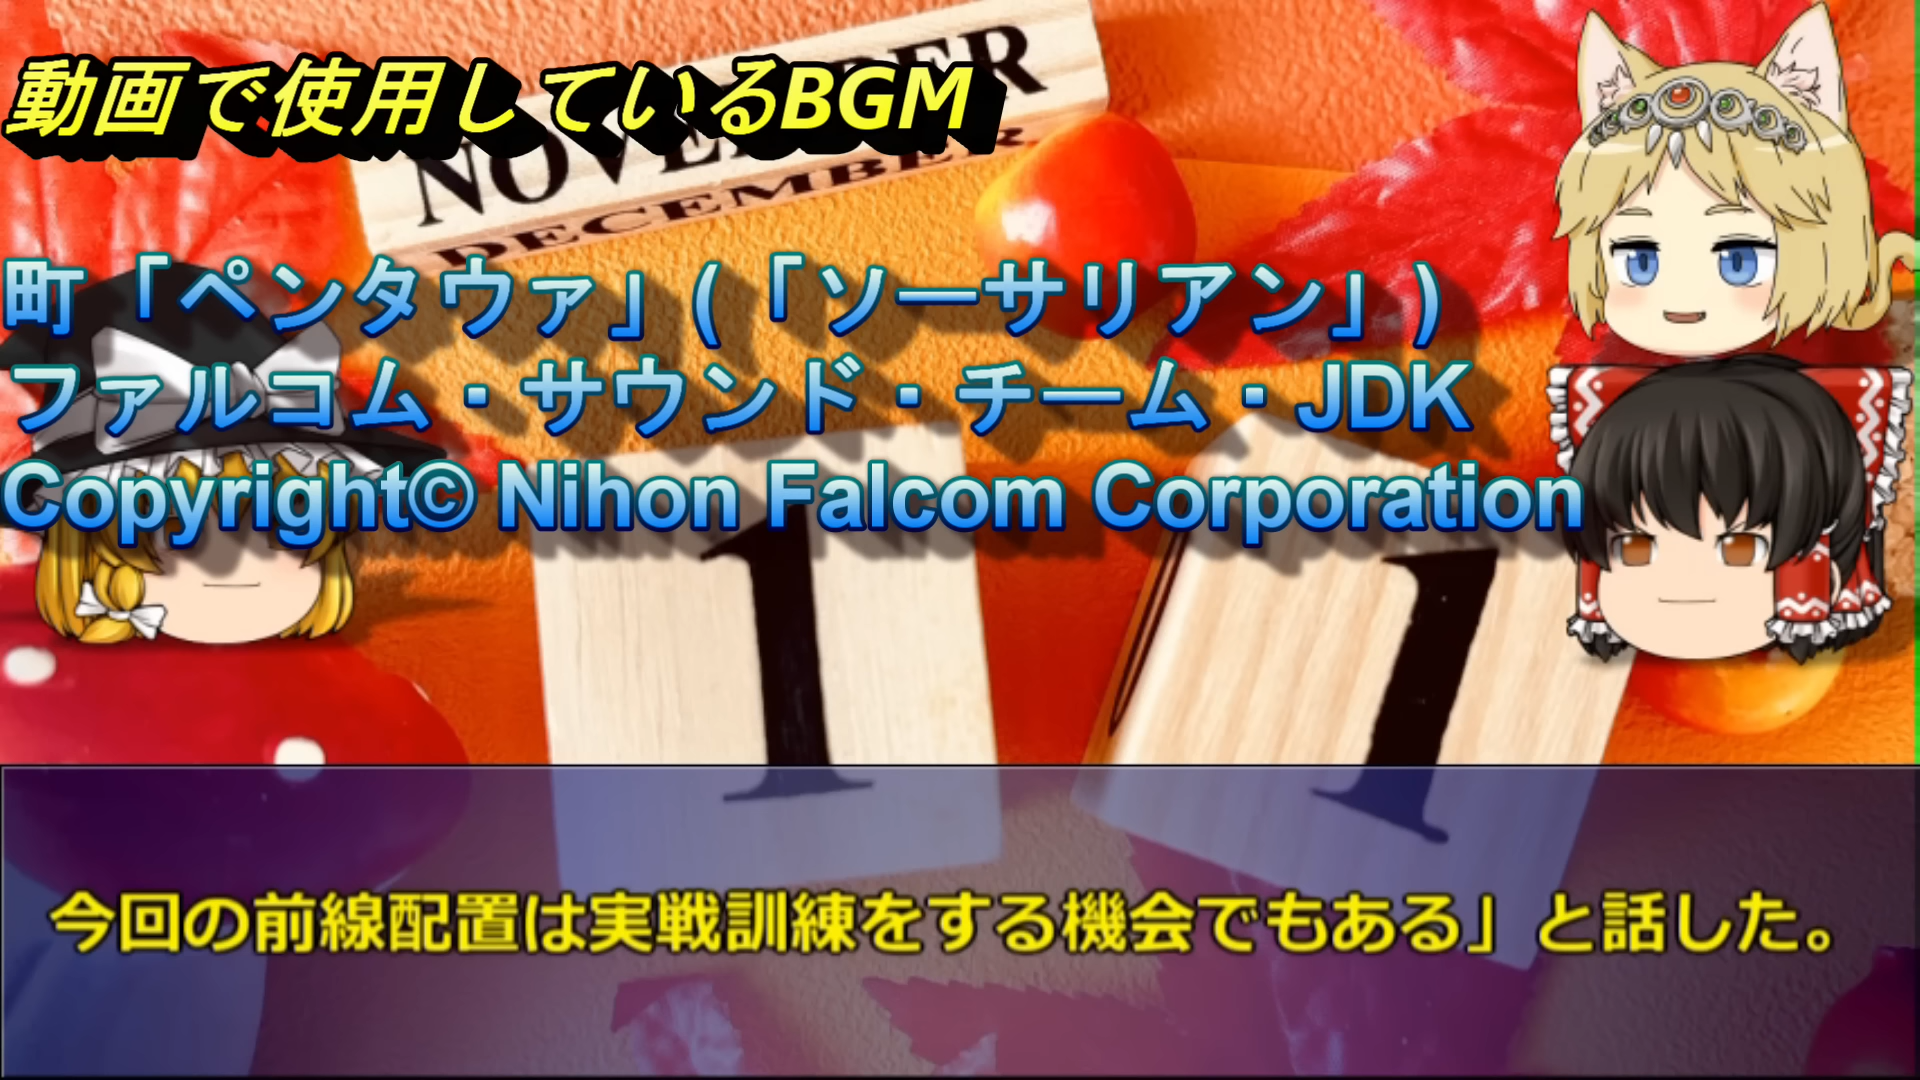 動画で使用しているBGM
NOVEMBER
DECEMBER
町「ペンタウァ」(「ソーサリアン」)
ファルコム・サウンド・チーム・JDK
Copyright© Nihon Falcom Corporation
1 1
今回の前線配置は実戦訓練をする機会でもある」と話した。